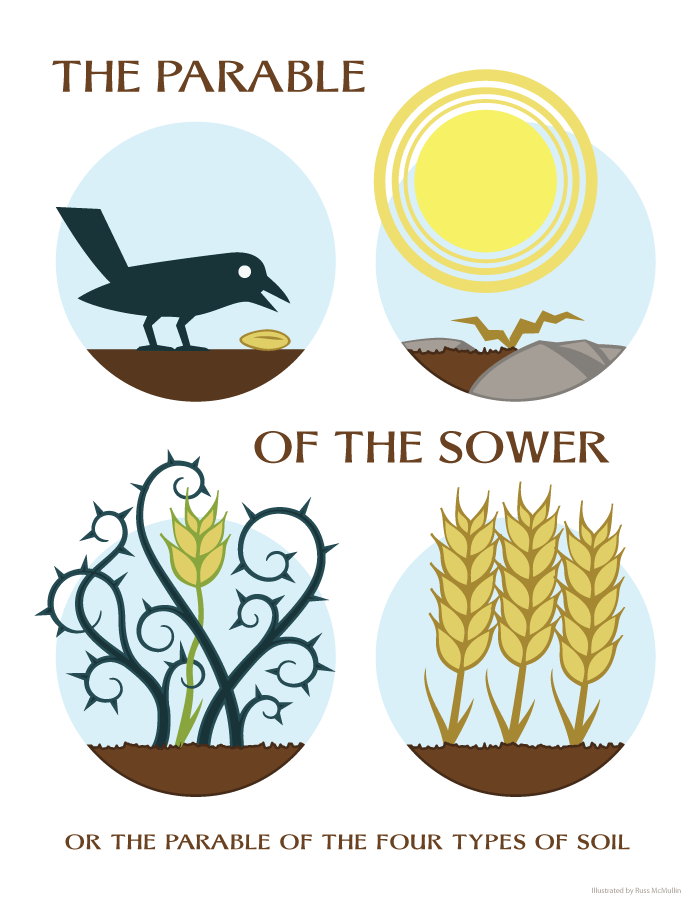 THE PARABLE
OF THE SOWER
OR THE PARABLE OF THE FOUR TYPES OF SOIL
Illustrated by Russ McMullin